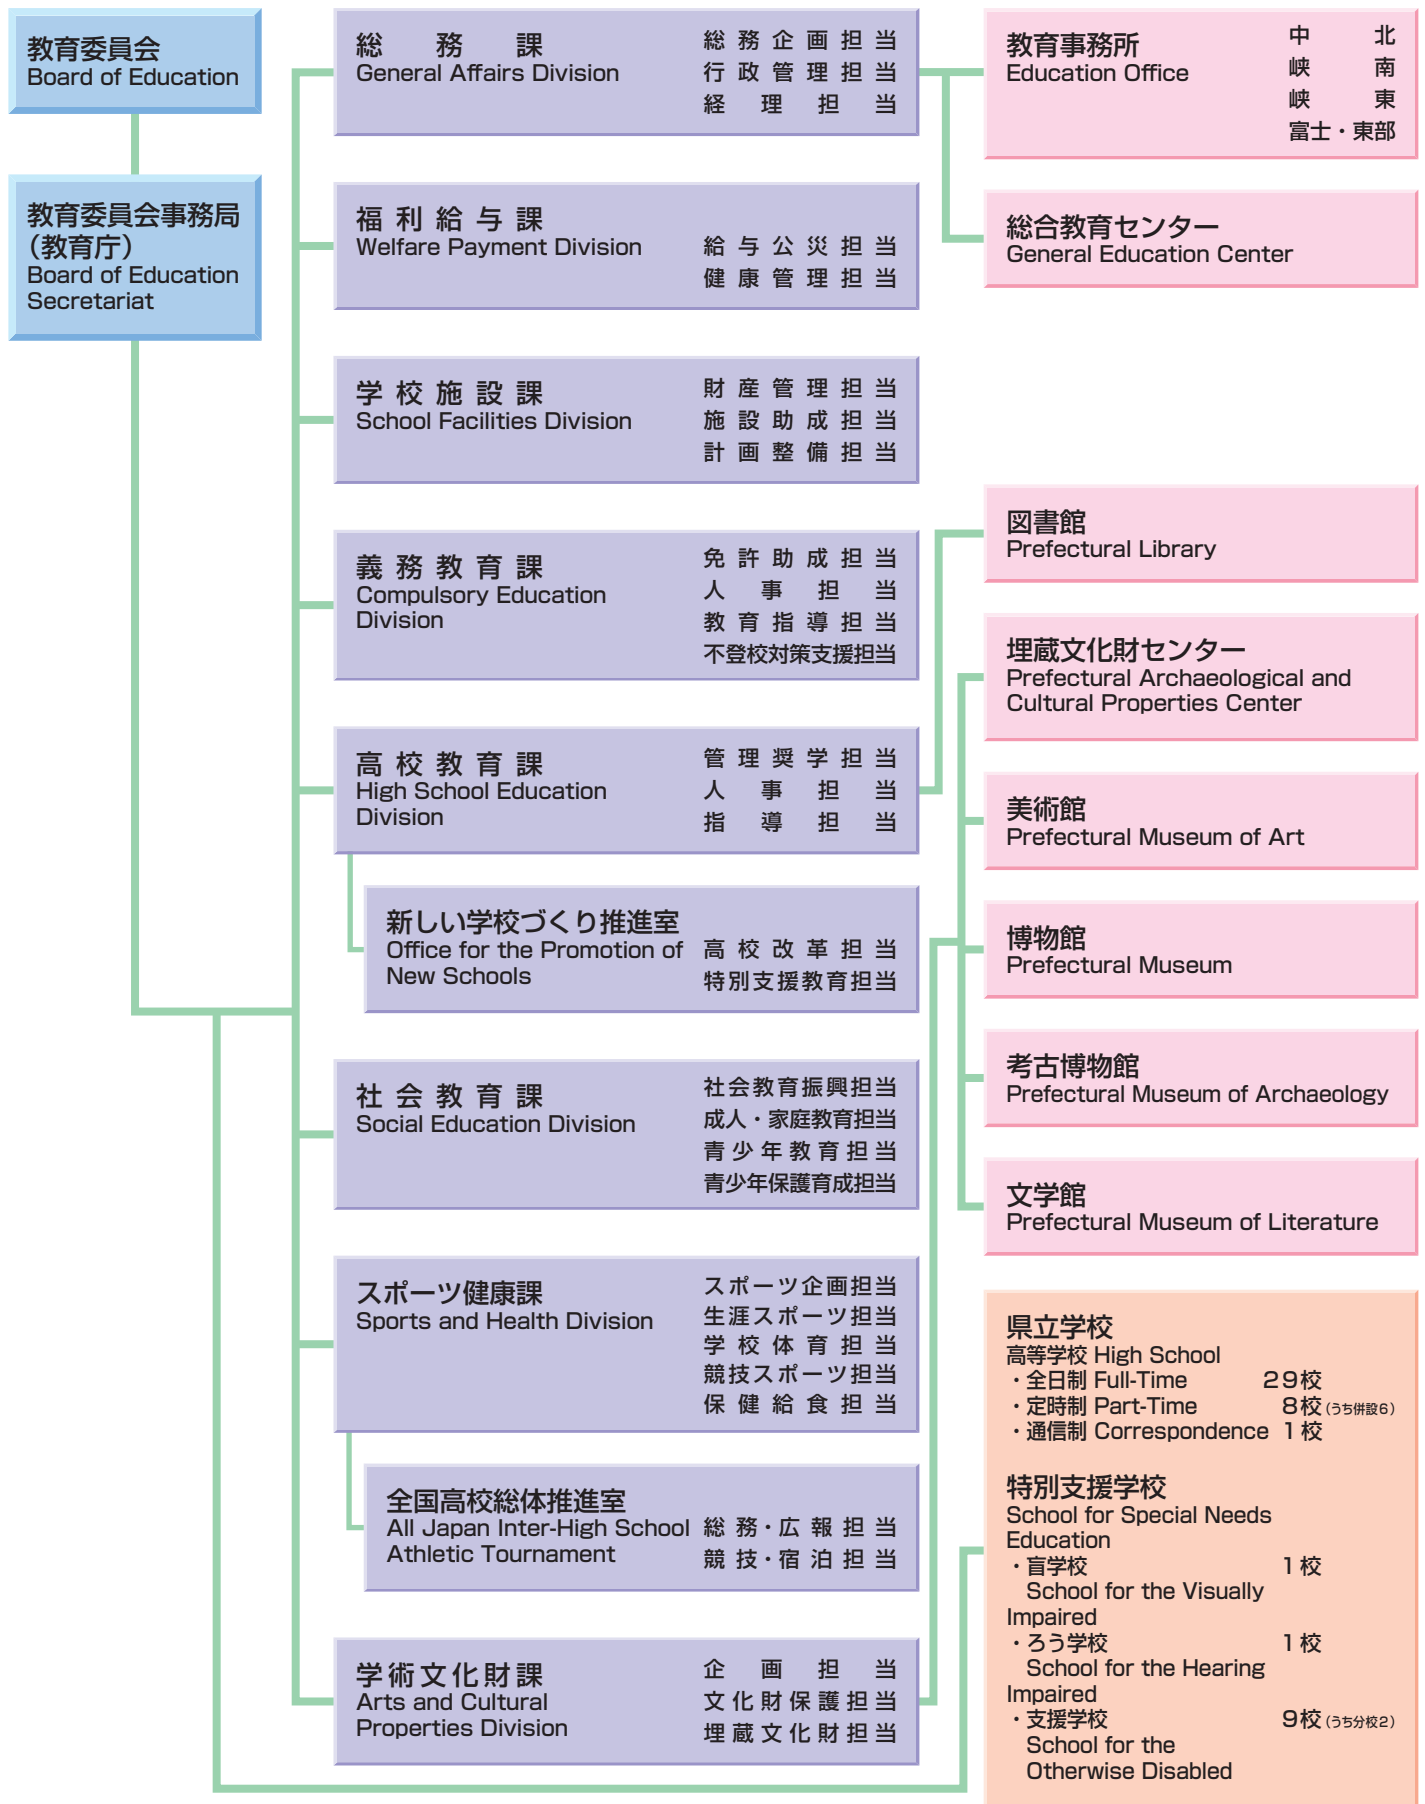 教育委員会
Board of Education
教育委員会事務局
（教育庁）
Board of Education
Secretariat
総務課
General Affairs Division
総務企画担当
行政管理担当
経理担当
福利給与課
Welfare Payment Division
給与公災担当
健康管理担当
学校施設課
School Facilities Division
財産管理担当
施設助成担当
計画整備担当
義務教育課
Compulsory Education
Division
免許助成担当
人事担当
教育指導担当
不登校対策支援担当
高校教育課
High School Education
Division
管理奨学担当
人事担当
指導担当
新しい学校づくり推進室
Office for the Promotion of
New Schools
高校改革担当
特別支援教育担当
社会教育課
Social Education Division
社会教育振興担当
成人・家庭教育担当
青少年教育担当
青少年保護育成担当
スポーツ健康課
Sports and Health Division
スポーツ企画担当
生涯スポーツ担当
学校体育担当
競技スポーツ担当
保健給食担当
全国高校総体推進室
All Japan Inter-High School
Athletic Tournament
総務・広報担当
競技・宿泊担当
学術文化財課
Arts and Cultural
Properties Division
企画担当
文化財保護担当
埋蔵文化財担当
教育事務所
Education Office
中北
峡南
峡東
富士・東部
総合教育センター
General Education Center
図書館
Prefectural Library
埋蔵文化財センター
Prefectural Archaeological and
Cultural Properties Center
美術館
Prefectural Museum of Art
博物館
Prefectural Museum
考古博物館
Prefectural Museum of Archaeology
文学館
Prefectural Museum of Literature
県立学校
高等学校 High School
・全日制 Full-Time 29校
・定時制 Part-Time 8校（うち併設6）
・通信制 Correspondence 1校
特別支援学校
School for Special Needs
Education
・盲学校 1校
School for the Visually
Impaired
・ろう学校 1校
School for the Hearing
Impaired
・支援学校 9校（うち分校2）
School for the
Otherwise Disabled